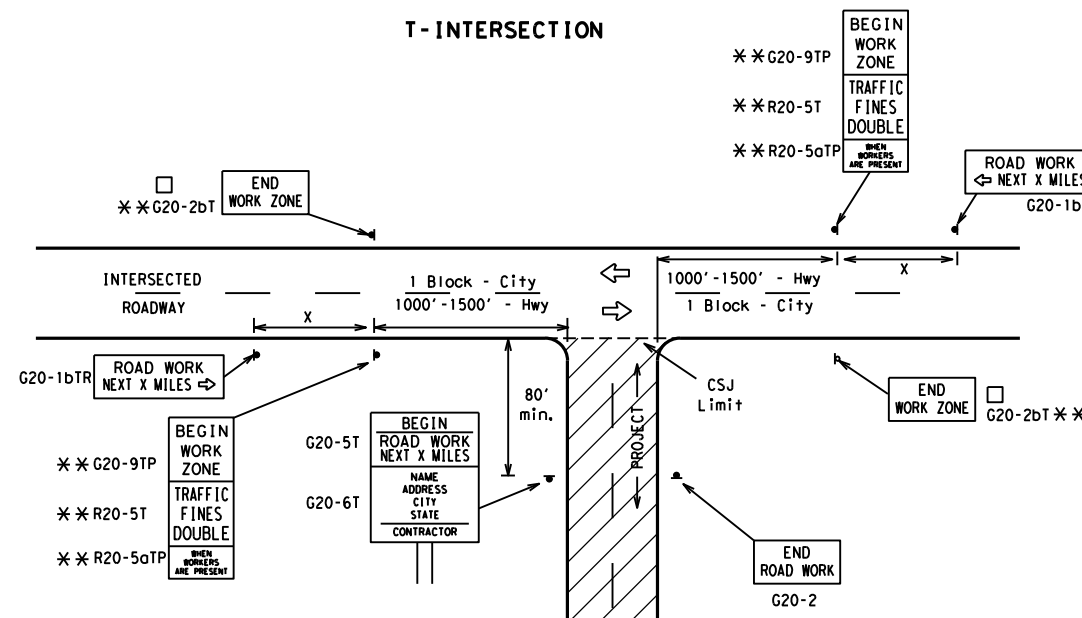 T-INTERSECTION
BEGIN
WORK
ZONE
TRAFFIC
FINES
DOUBLE
WHEN
WORKERS
ARE PRESENT
✳✳G20-9TP
✳✳R20-5T
✳✳R20-5aTP
ROAD WORK
⇦ NEXT X MILES
G20-1b
□
✳✳G20-2bT
END
WORK ZONE
INTERSECTED
ROADWAY
1 Block - City
1000'-1500' - Hwy
X
⇦
⇨
1000'-1500' - Hwy
1 Block - City
X
G20-1bTR
ROAD WORK
NEXT X MILES ⇨
80'
min.
CSJ
Limit
END
WORK ZONE
□
G20-2bT ✳✳
BEGIN
WORK
ZONE
TRAFFIC
FINES
DOUBLE
WHEN
WORKERS
ARE PRESENT
✳✳G20-9TP
✳✳R20-5T
✳✳R20-5aTP
G20-5T
BEGIN
ROAD WORK
NEXT X MILES
G20-6T
NAME
ADDRESS
CITY
STATE
CONTRACTOR
PROJECT
END
ROAD WORK
G20-2